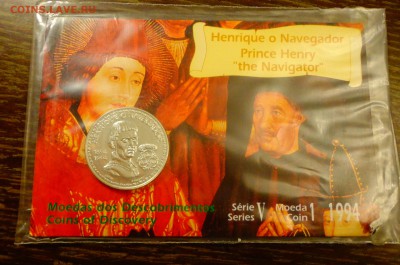 COINS.LAVE.RU
Henrique o Navegador
Prince Henry
"the Navigator"
Moedas dos Descobrimentos
Coins of Discovery
Série V Moeda 1 1994
Series Coin